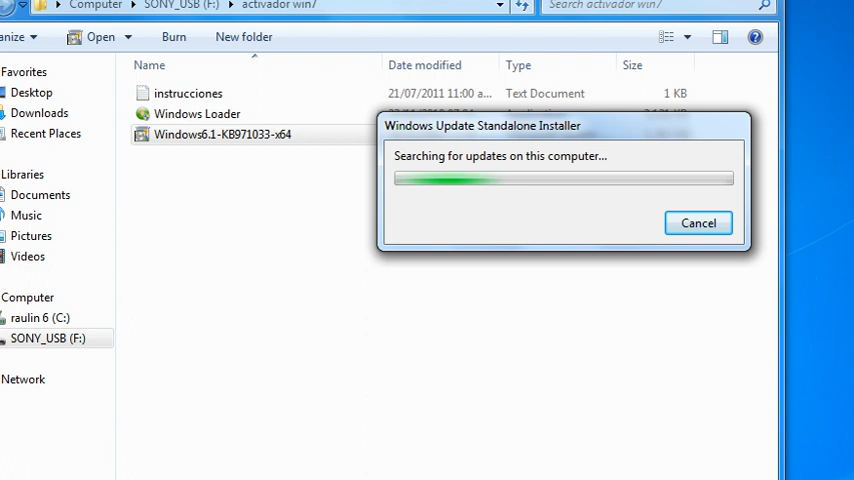 Computer SONY_USB (F:) activador win7 Search activador win7
anize Open Burn New folder
Favorites
Desktop
Downloads
Recent Places
Libraries
Documents
Music
Pictures
Videos
Computer
raulin 6 (C:)
SONY_USB (F:)
Network
Name Date modified Type Size
instrucciones 21/07/2011 11:00 a... Text Document 1 KB
Windows Loader
Windows6.1-KB971033-x64
Windows Update Standalone Installer
Searching for updates on this computer...
Cancel